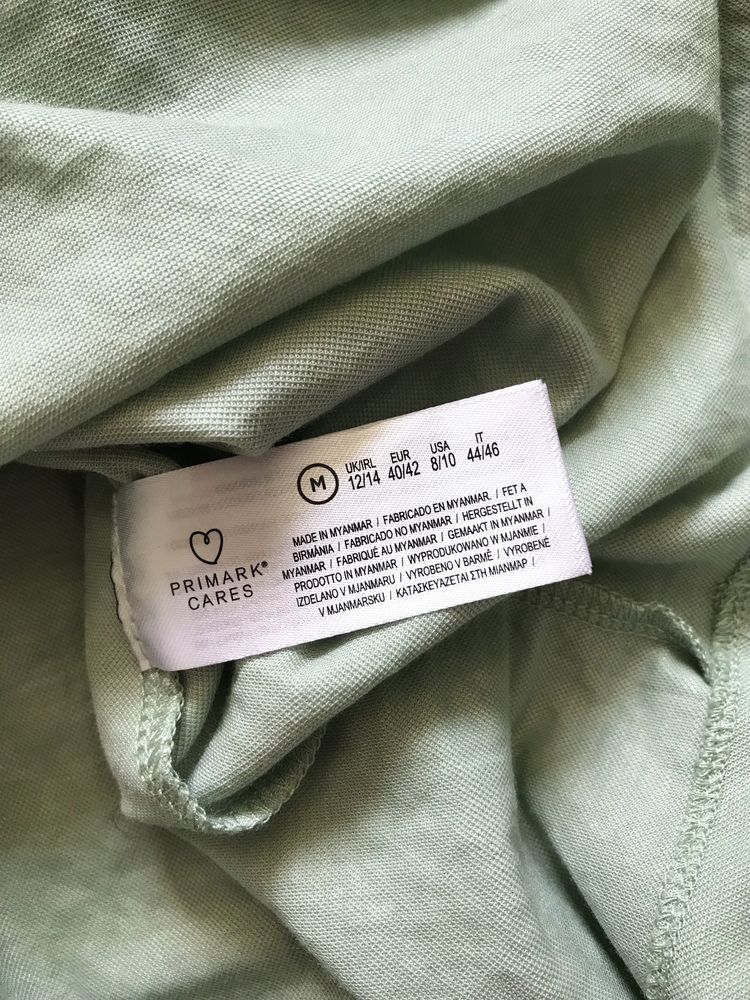 PRIMARK®
CARES
M
UK/IRL EUR USA IT
12/14 40/42 8/10 44/46
MADE IN MYANMAR / FABRICADO EN MYANMAR. / FET A
BIRMÀNIA / FABRICADO NO MYANMAR / HERGESTELLT IN
MYANMAR / FABRIQUÉ AU MYANMAR / GEMAAKT IN MYANMAR /
PRODOTTO IN MYANMAR / WYPRODUKOWANO W MJANMIE /
IZDELANO V MJANMARU / VYROBENO V BARMĚ / VYROBENÉ
V MJANMARSKU / ΚΑΤΑΣΚΕΥΑΖΕΤΑΙ ΣΤΗ ΜΙΑΝΜΑΡ /